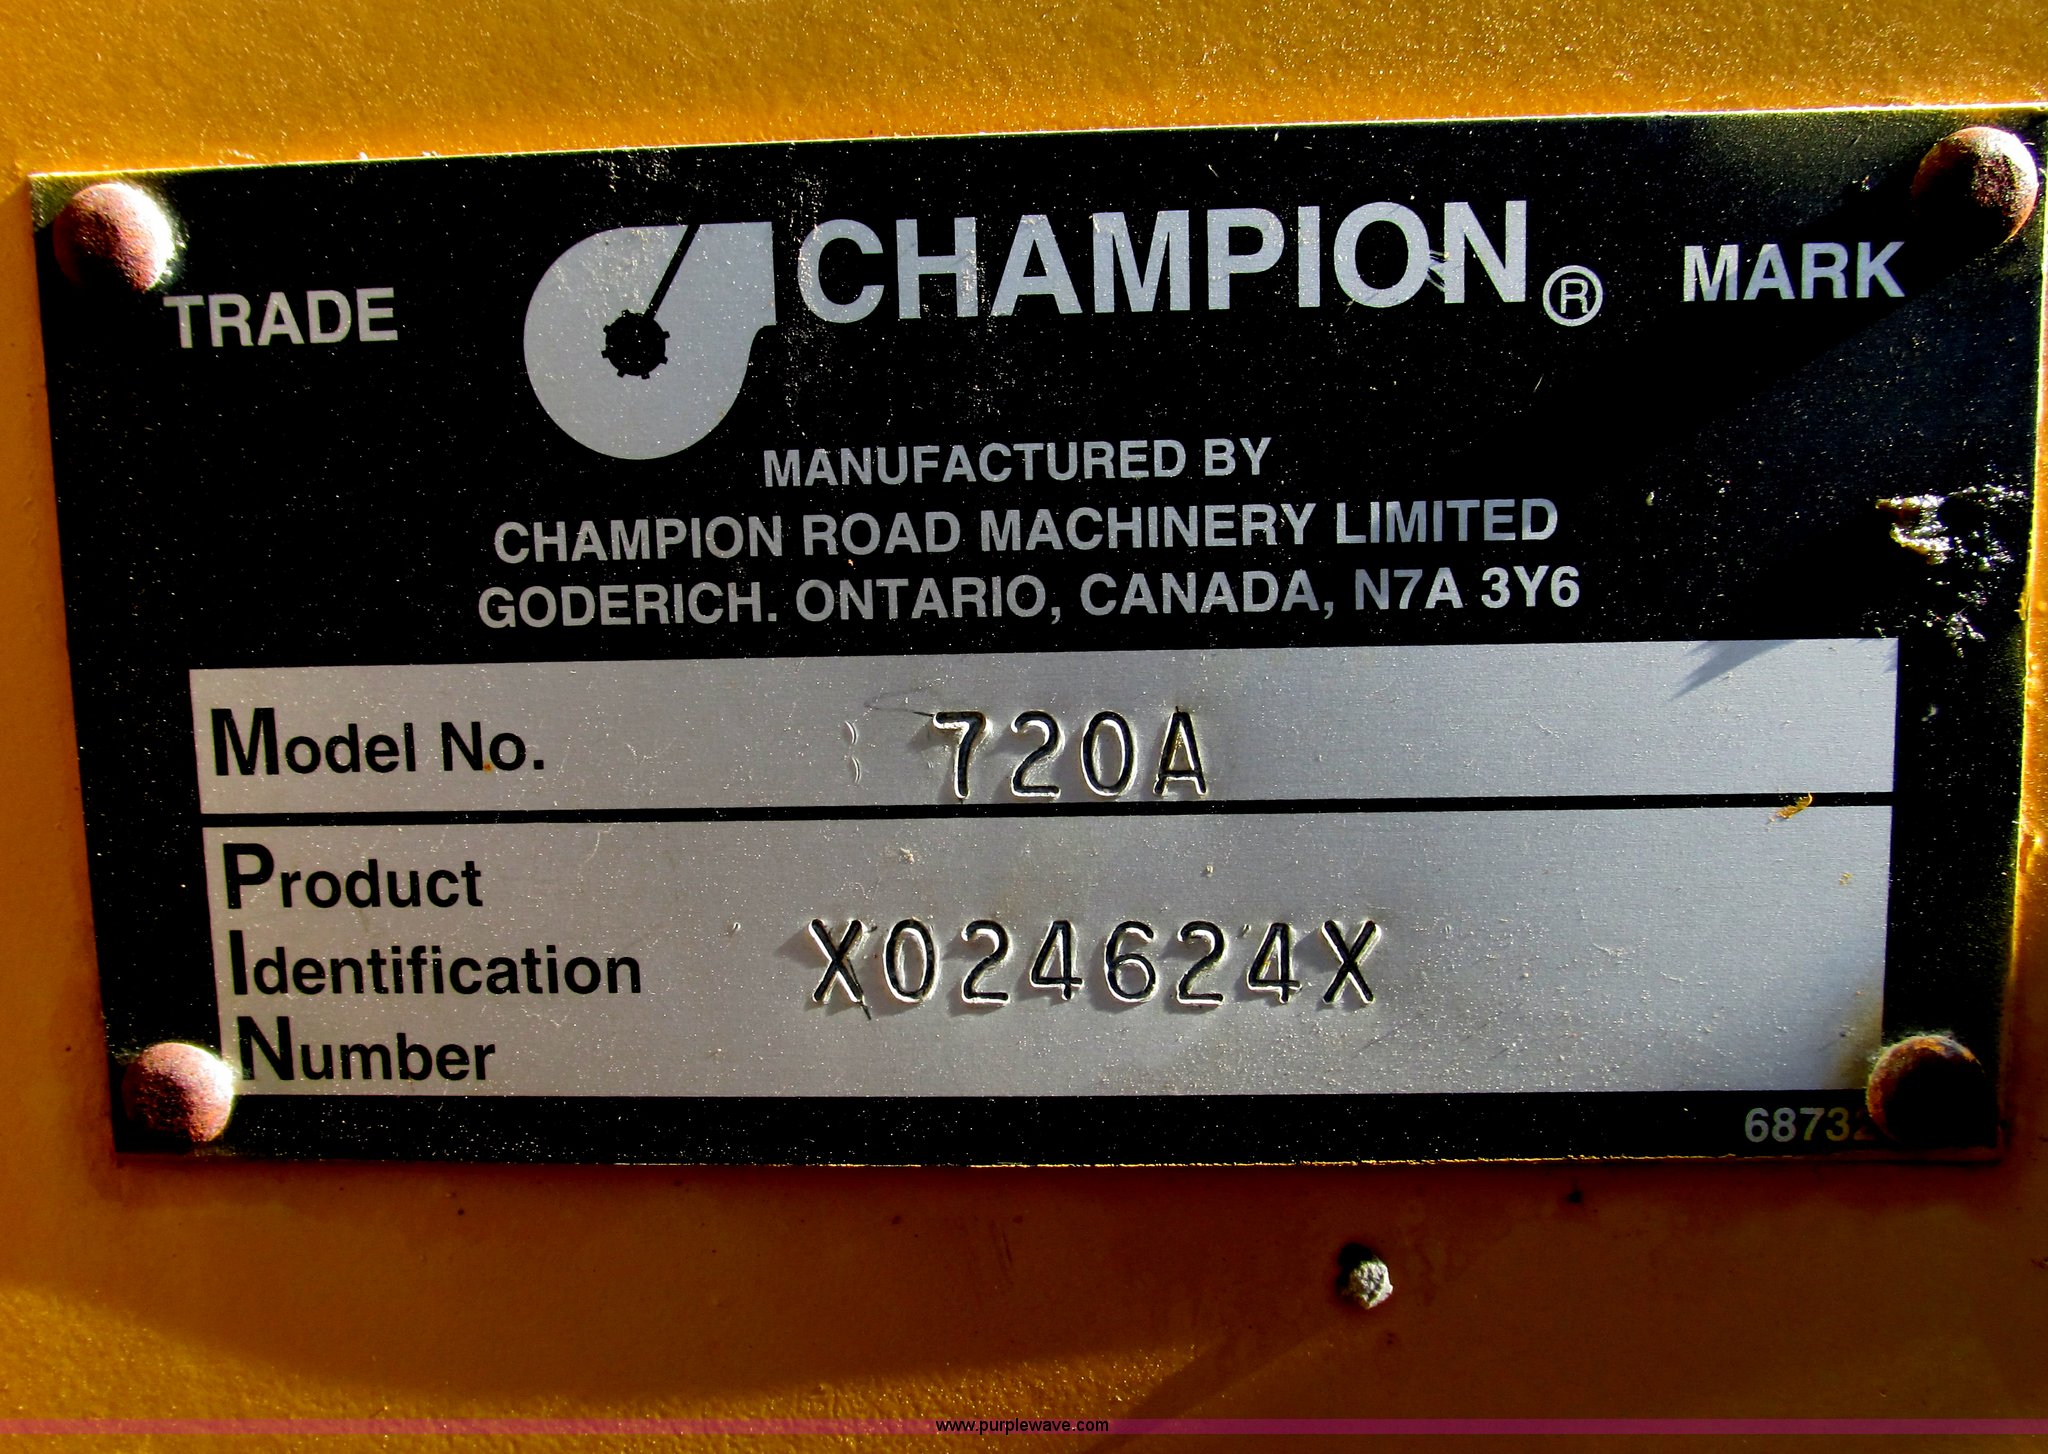 TRADE CHAMPION® MARK
MANUFACTURED BY
CHAMPION ROAD MACHINERY LIMITED
GODERICH. ONTARIO, CANADA, N7A 3Y6
Model No. 720A
Product
Identification X024624X
Number
www.purplewave.com